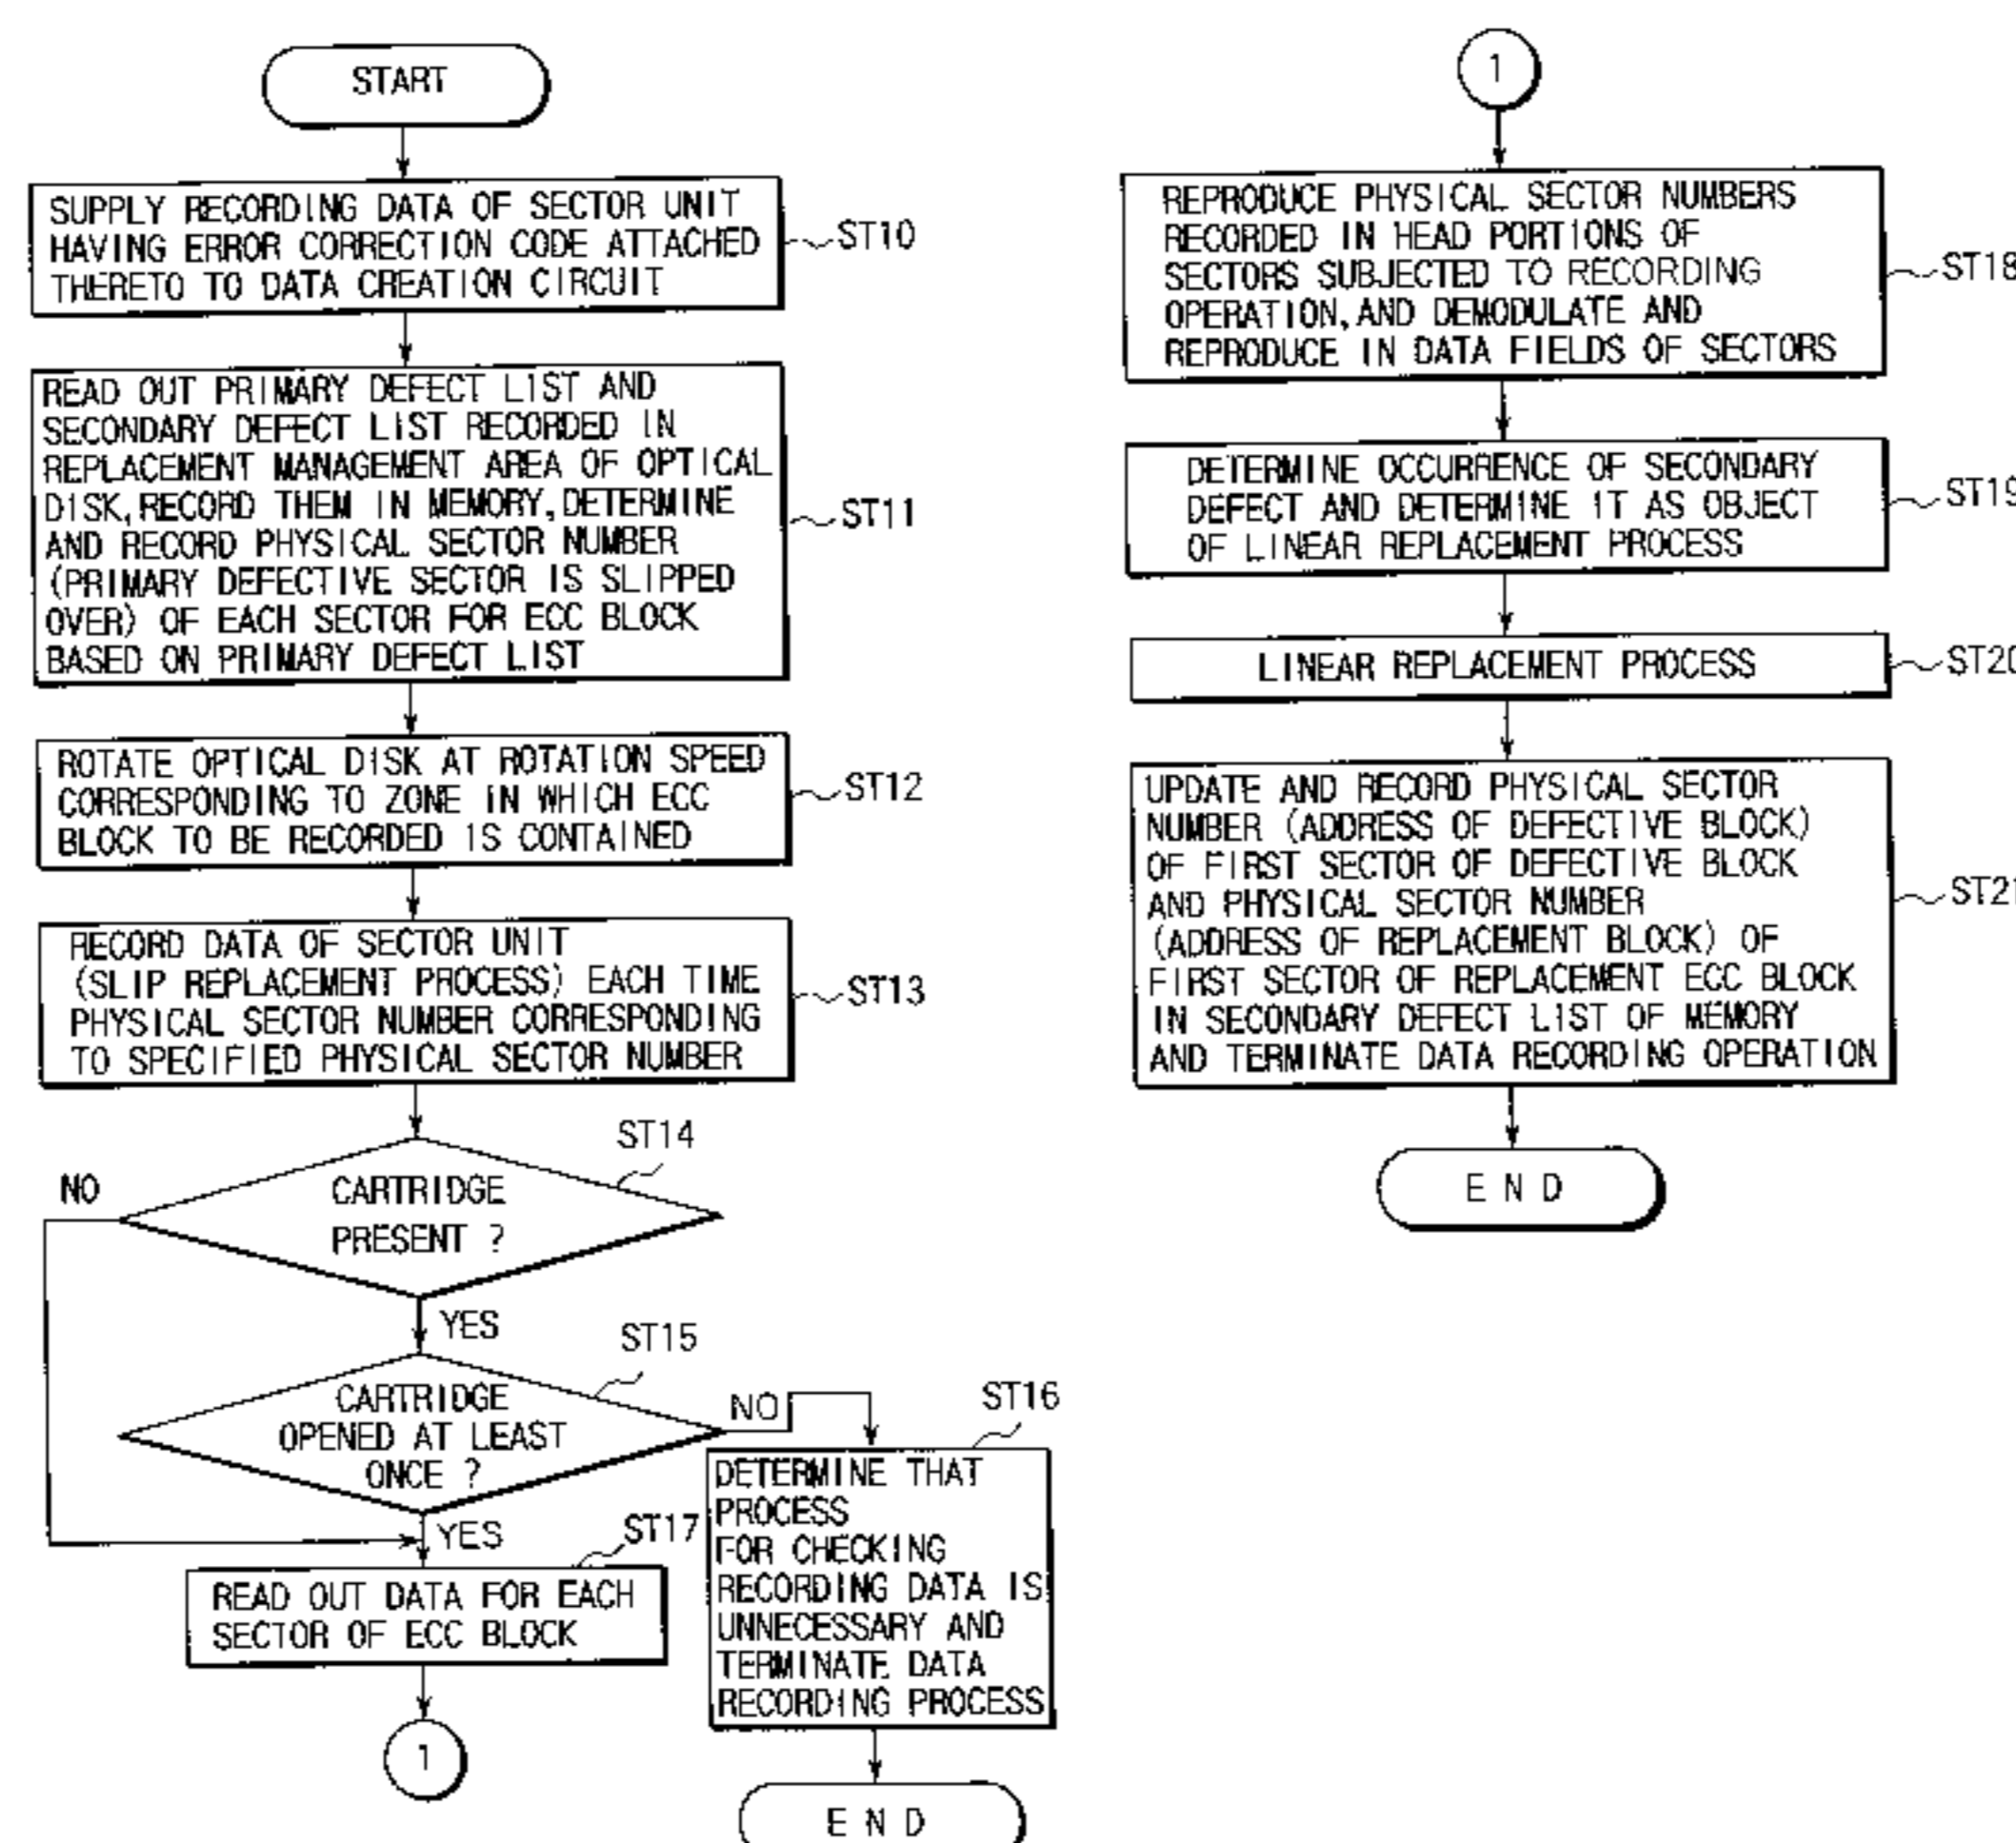 START
SUPPLY RECORDING DATA OF SECTOR UNIT
HAVING ERROR CORRECTION CODE ATTACHED
THERETO TO DATA CREATION CIRCUIT
ST10
READ OUT PRIMARY DEFECT LIST AND
SECONDARY DEFECT LIST RECORDED IN
REPLACEMENT MANAGEMENT AREA OF OPTICAL
DISK, RECORD THEM IN MEMORY, DETERMINE
AND RECORD PHYSICAL SECTOR NUMBER
(PRIMARY DEFECTIVE SECTOR IS SLIPPED
OVER) OF EACH SECTOR FOR ECC BLOCK
BASED ON PRIMARY DEFECT LIST
ST11
ROTATE OPTICAL DISK AT ROTATION SPEED
CORRESPONDING TO ZONE IN WHICH ECC
BLOCK TO BE RECORDED IS CONTAINED
ST12
RECORD DATA OF SECTOR UNIT
(SLIP REPLACEMENT PROCESS) EACH TIME
PHYSICAL SECTOR NUMBER CORRESPONDING
TO SPECIFIED PHYSICAL SECTOR NUMBER
ST13
ST14
NO
CARTRIDGE
PRESENT ?
YES
ST15
CARTRIDGE
OPENED AT LEAST
ONCE ?
NO
ST16
DETERMINE THAT
PROCESS
FOR CHECKING
RECORDING DATA IS
UNNECESSARY AND
TERMINATE DATA
RECORDING PROCESS
END
YES
ST17
READ OUT DATA FOR EACH
SECTOR OF ECC BLOCK
1
1
REPRODUCE PHYSICAL SECTOR NUMBERS
RECORDED IN HEAD PORTIONS OF
SECTORS SUBJECTED TO RECORDING
OPERATION, AND DEMODULATE AND
REPRODUCE IN DATA FIELDS OF SECTORS
ST18
DETERMINE OCCURRENCE OF SECONDARY
DEFECT AND DETERMINE IT AS OBJECT
OF LINEAR REPLACEMENT PROCESS
ST19
LINEAR REPLACEMENT PROCESS
ST20
UPDATE AND RECORD PHYSICAL SECTOR
NUMBER (ADDRESS OF DEFECTIVE BLOCK)
OF FIRST SECTOR OF DEFECTIVE BLOCK
AND PHYSICAL SECTOR NUMBER
(ADDRESS OF REPLACEMENT BLOCK) OF
FIRST SECTOR OF REPLACEMENT ECC BLOCK
IN SECONDARY DEFECT LIST OF MEMORY
AND TERMINATE DATA RECORDING OPERATION
ST21
END